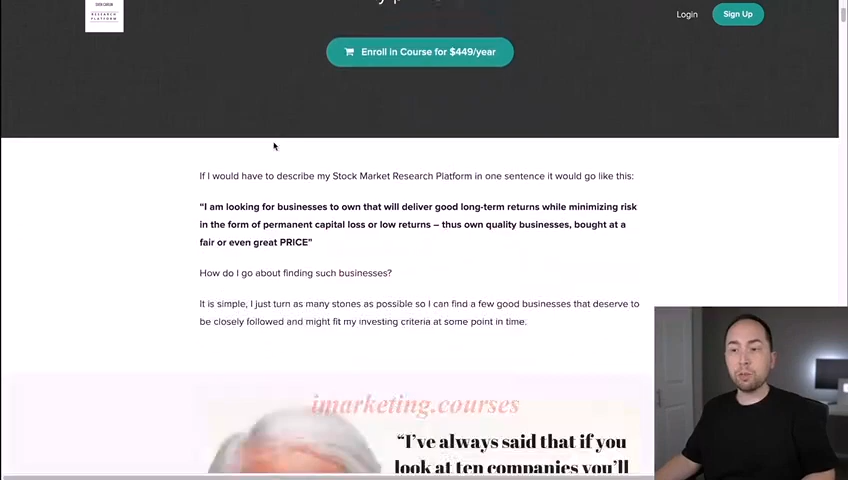 RESEARCH
PLATFORM
Login
Sign Up
Enroll in Course for $449/year
If I would have to describe my Stock Market Research Platform in one sentence it would go like this:
“I am looking for businesses to own that will deliver good long-term returns while minimizing risk
in the form of permanent capital loss or low returns – thus own quality businesses, bought at a
fair or even great PRICE”
How do I go about finding such businesses?
It is simple, I just turn as many stones as possible so I can find a few good businesses that deserve to
be closely followed and might fit my investing criteria at some point in time.
imarketing.courses
“I’ve always said that if you
look at ten companies you’ll